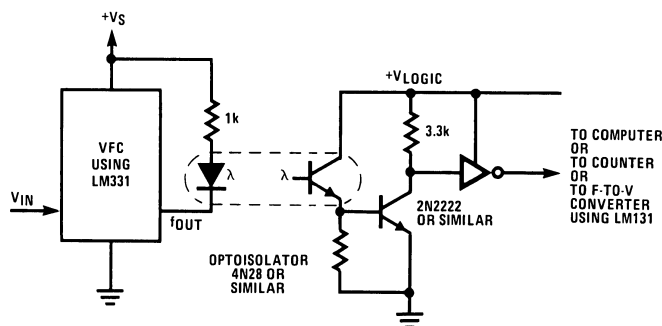 +VS
+VLOGIC
1k
3.3k
VFC
USING
LM331
λ
λ
VIN
fOUT
TO COMPUTER
OR
TO COUNTER
OR
TO F-TO-V
CONVERTER
USING LM131
2N2222
OR SIMILAR
OPTOISOLATOR
4N28 OR
SIMILAR